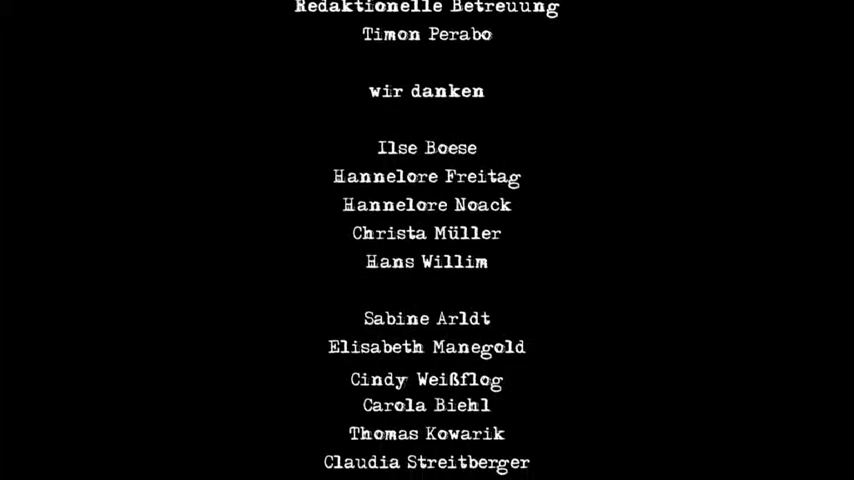 Redaktionelle Betreuung
Timon Perabo
wir danken
Ilse Boese
Hannelore Freitag
Hannelore Noack
Christa Müller
Hans Willim
Sabine Arldt
Elisabeth Manegold
Cindy Weißflog
Carola Biehl
Thomas Kowarik
Claudia Streitberger